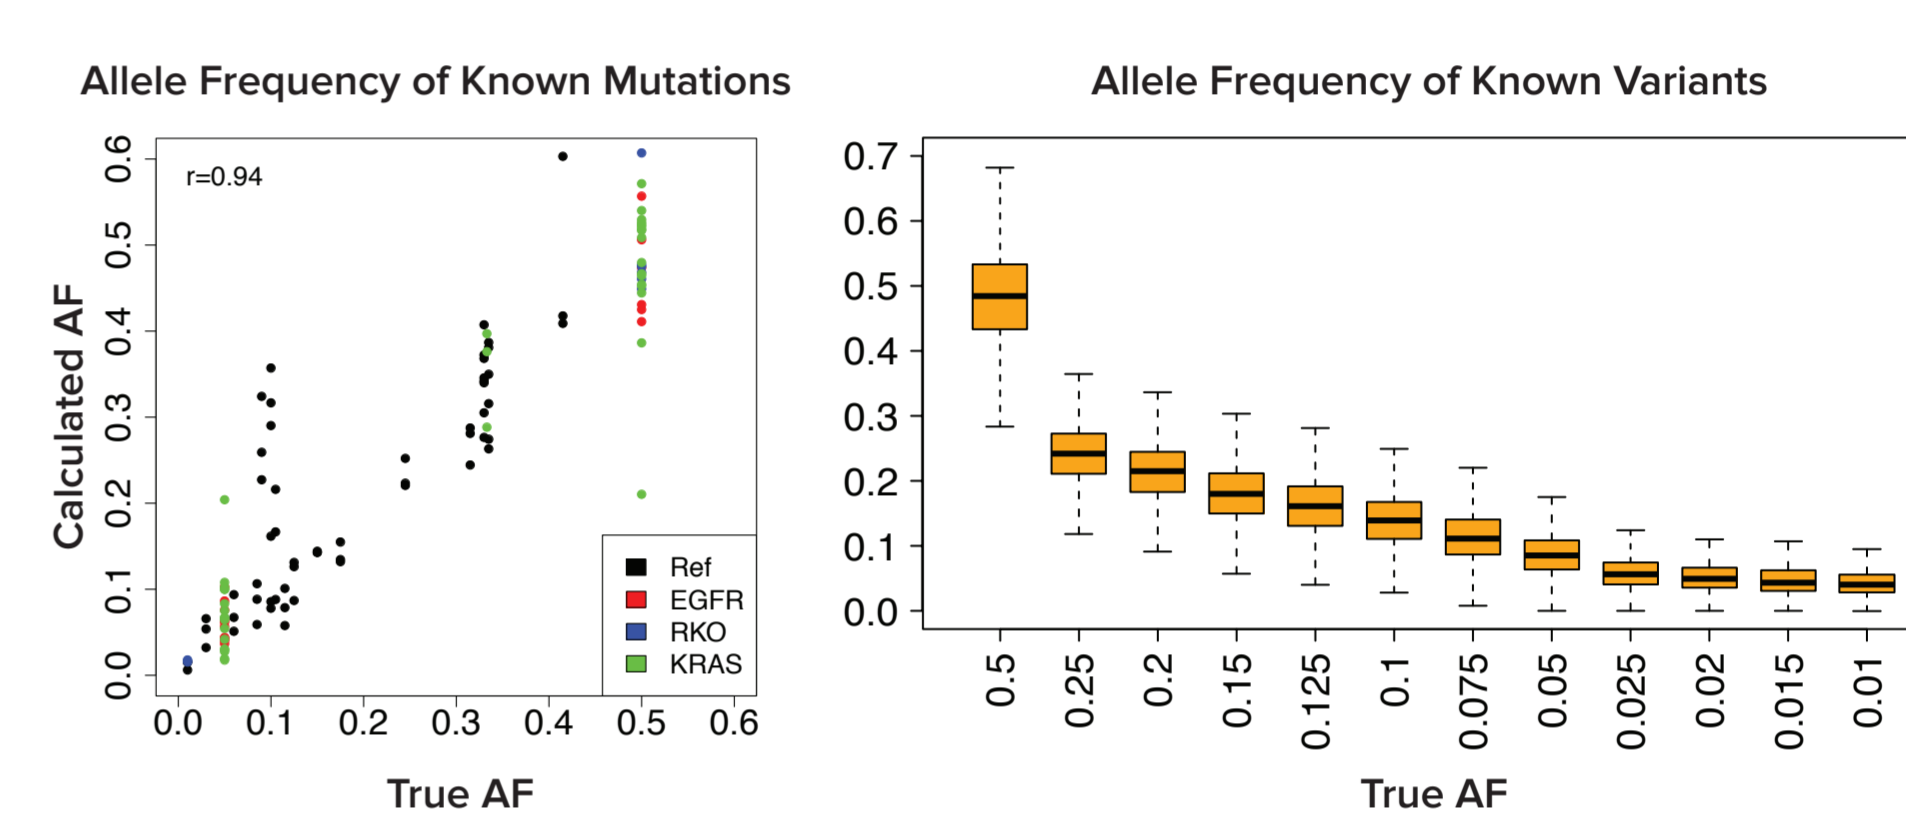 Allele Frequency of Known Mutations
r=0.94
Calculated AF
0.6
0.5
0.4
0.3
0.2
0.1
0.0
Ref
EGFR
RKO
KRAS
0.0 0.1 0.2 0.3 0.4 0.5 0.6
True AF
Allele Frequency of Known Variants
0.7
0.6
0.5
0.4
0.3
0.2
0.1
0.0
0.5 0.25 0.2 0.15 0.125 0.1 0.075 0.05 0.025 0.02 0.015 0.01
True AF